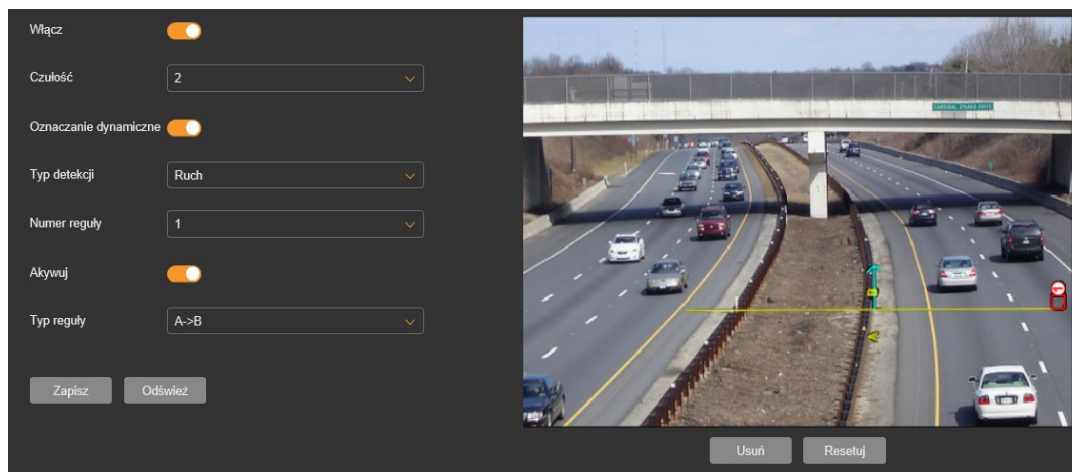 Włącz
Czułość
2
Oznaczanie dynamiczne
Typ detekcji
Ruch
Numer reguły
1
Akywuj
Typ reguły
A->B
Zapisz
Odśwież
Usuń
Resetuj